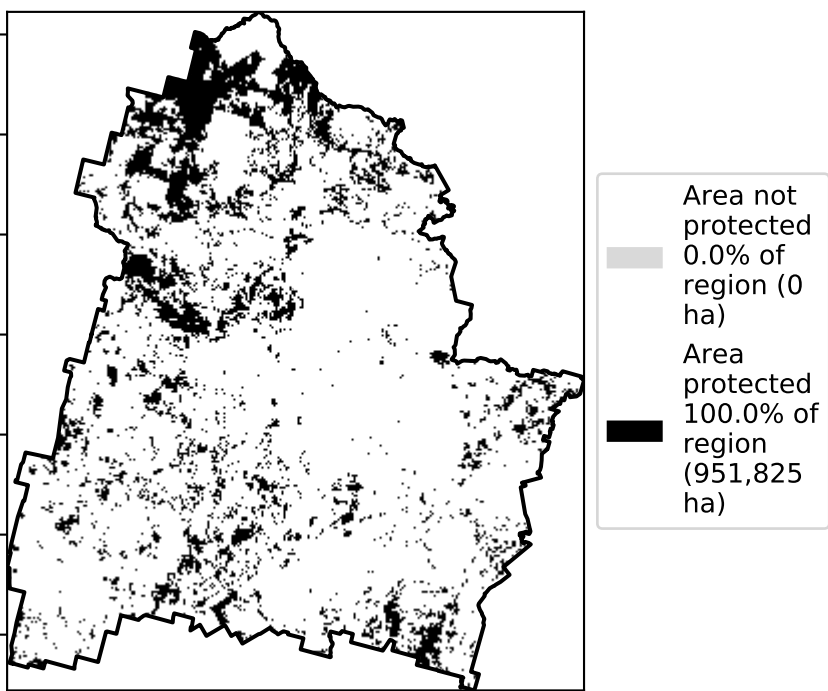 Area not
protected
0.0% of
region (0
ha)
Area
protected
100.0% of
region
(951,825
ha)